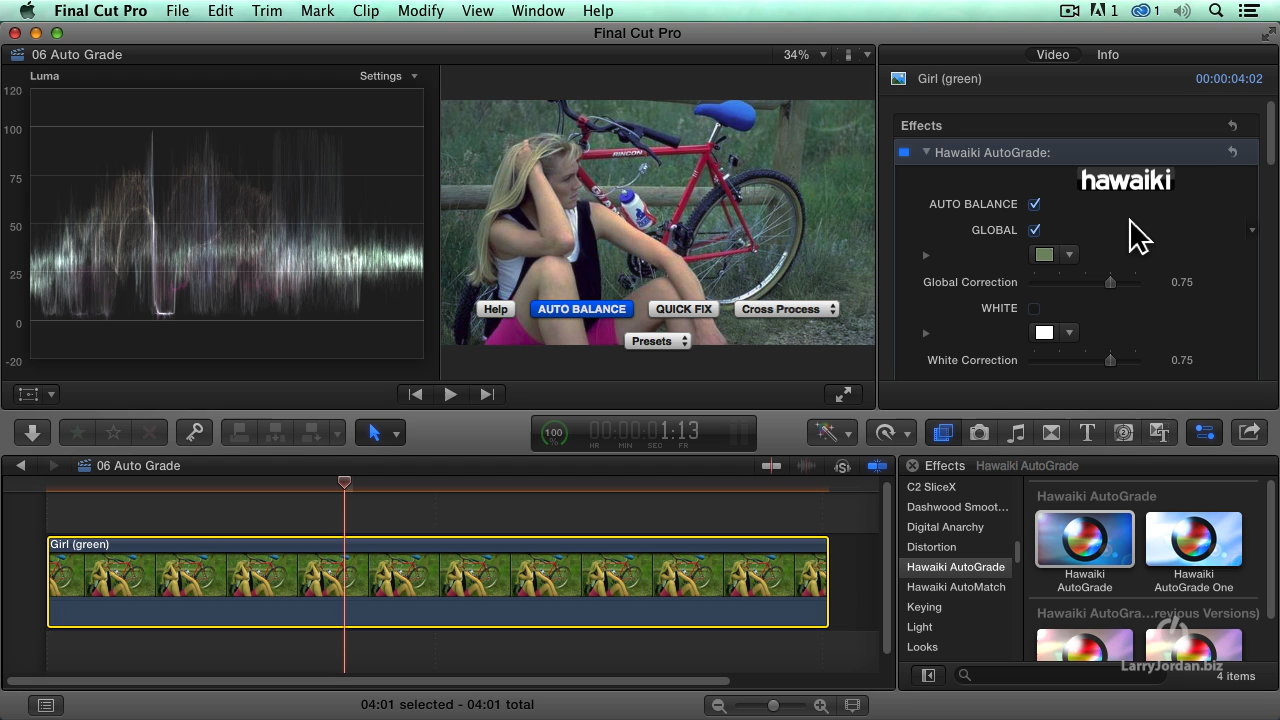 Final Cut Pro File Edit Trim Mark Clip Modify View Window Help 1 1
Final Cut Pro
06 Auto Grade 34%
Video Info
Luma Settings
Girl (green) 00:00:04:02
120
100
75
50
25
0
-20
RINCON
Help AUTO BALANCE QUICK FIX Cross Process
Presets
Effects
Hawaiki AutoGrade:
hawaiki
AUTO BALANCE
GLOBAL
Global Correction 0.75
WHITE
White Correction 0.75
100 % 00:00:01:13
HR MIN SEC FR
06 Auto Grade
Girl (green)
Effects Hawaiki AutoGrade
C2 SliceX
Dashwood Smoot...
Digital Anarchy
Distortion
Hawaiki AutoGrade
Hawaiki AutoMatch
Keying
Light
Looks
Hawaiki AutoGrade
Hawaiki
AutoGrade
Hawaiki
AutoGrade One
Hawaiki AutoGra...revious Versions)
LarryJordan.biz
4 items
04:01 selected - 04:01 total